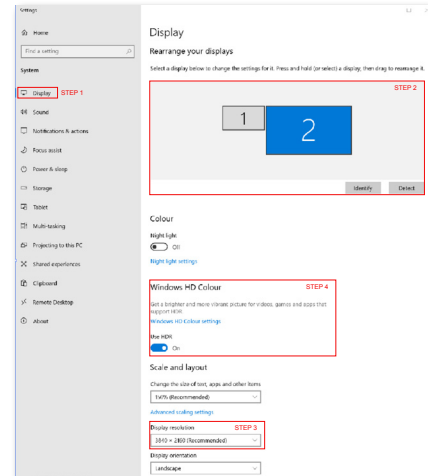 Settings
Home
Find a setting
System
Display STEP 1
Sound
Notifications & actions
Focus assist
Power & sleep
Storage
Tablet
Multi-tasking
Projecting to this PC
Shared experiences
Clipboard
Remote Desktop
About
Display
Rearrange your displays
Select a display below to change the settings for it. Press and hold (or select) a display, then drag to rearrange it.
STEP 2
1 2
Identify Detect
Colour
Night light
Off
Night light settings
Windows HD Colour STEP 4
Get a brighter and more vibrant picture for videos, games and apps that
support HDR.
Windows HD Colour settings
Use HDR
On
Scale and layout
Change the size of text, apps and other items
(Recommended)
Advanced scaling settings
Display resolution STEP 3
3840 × 2160 (Recommended)
Display orientation
Landscape